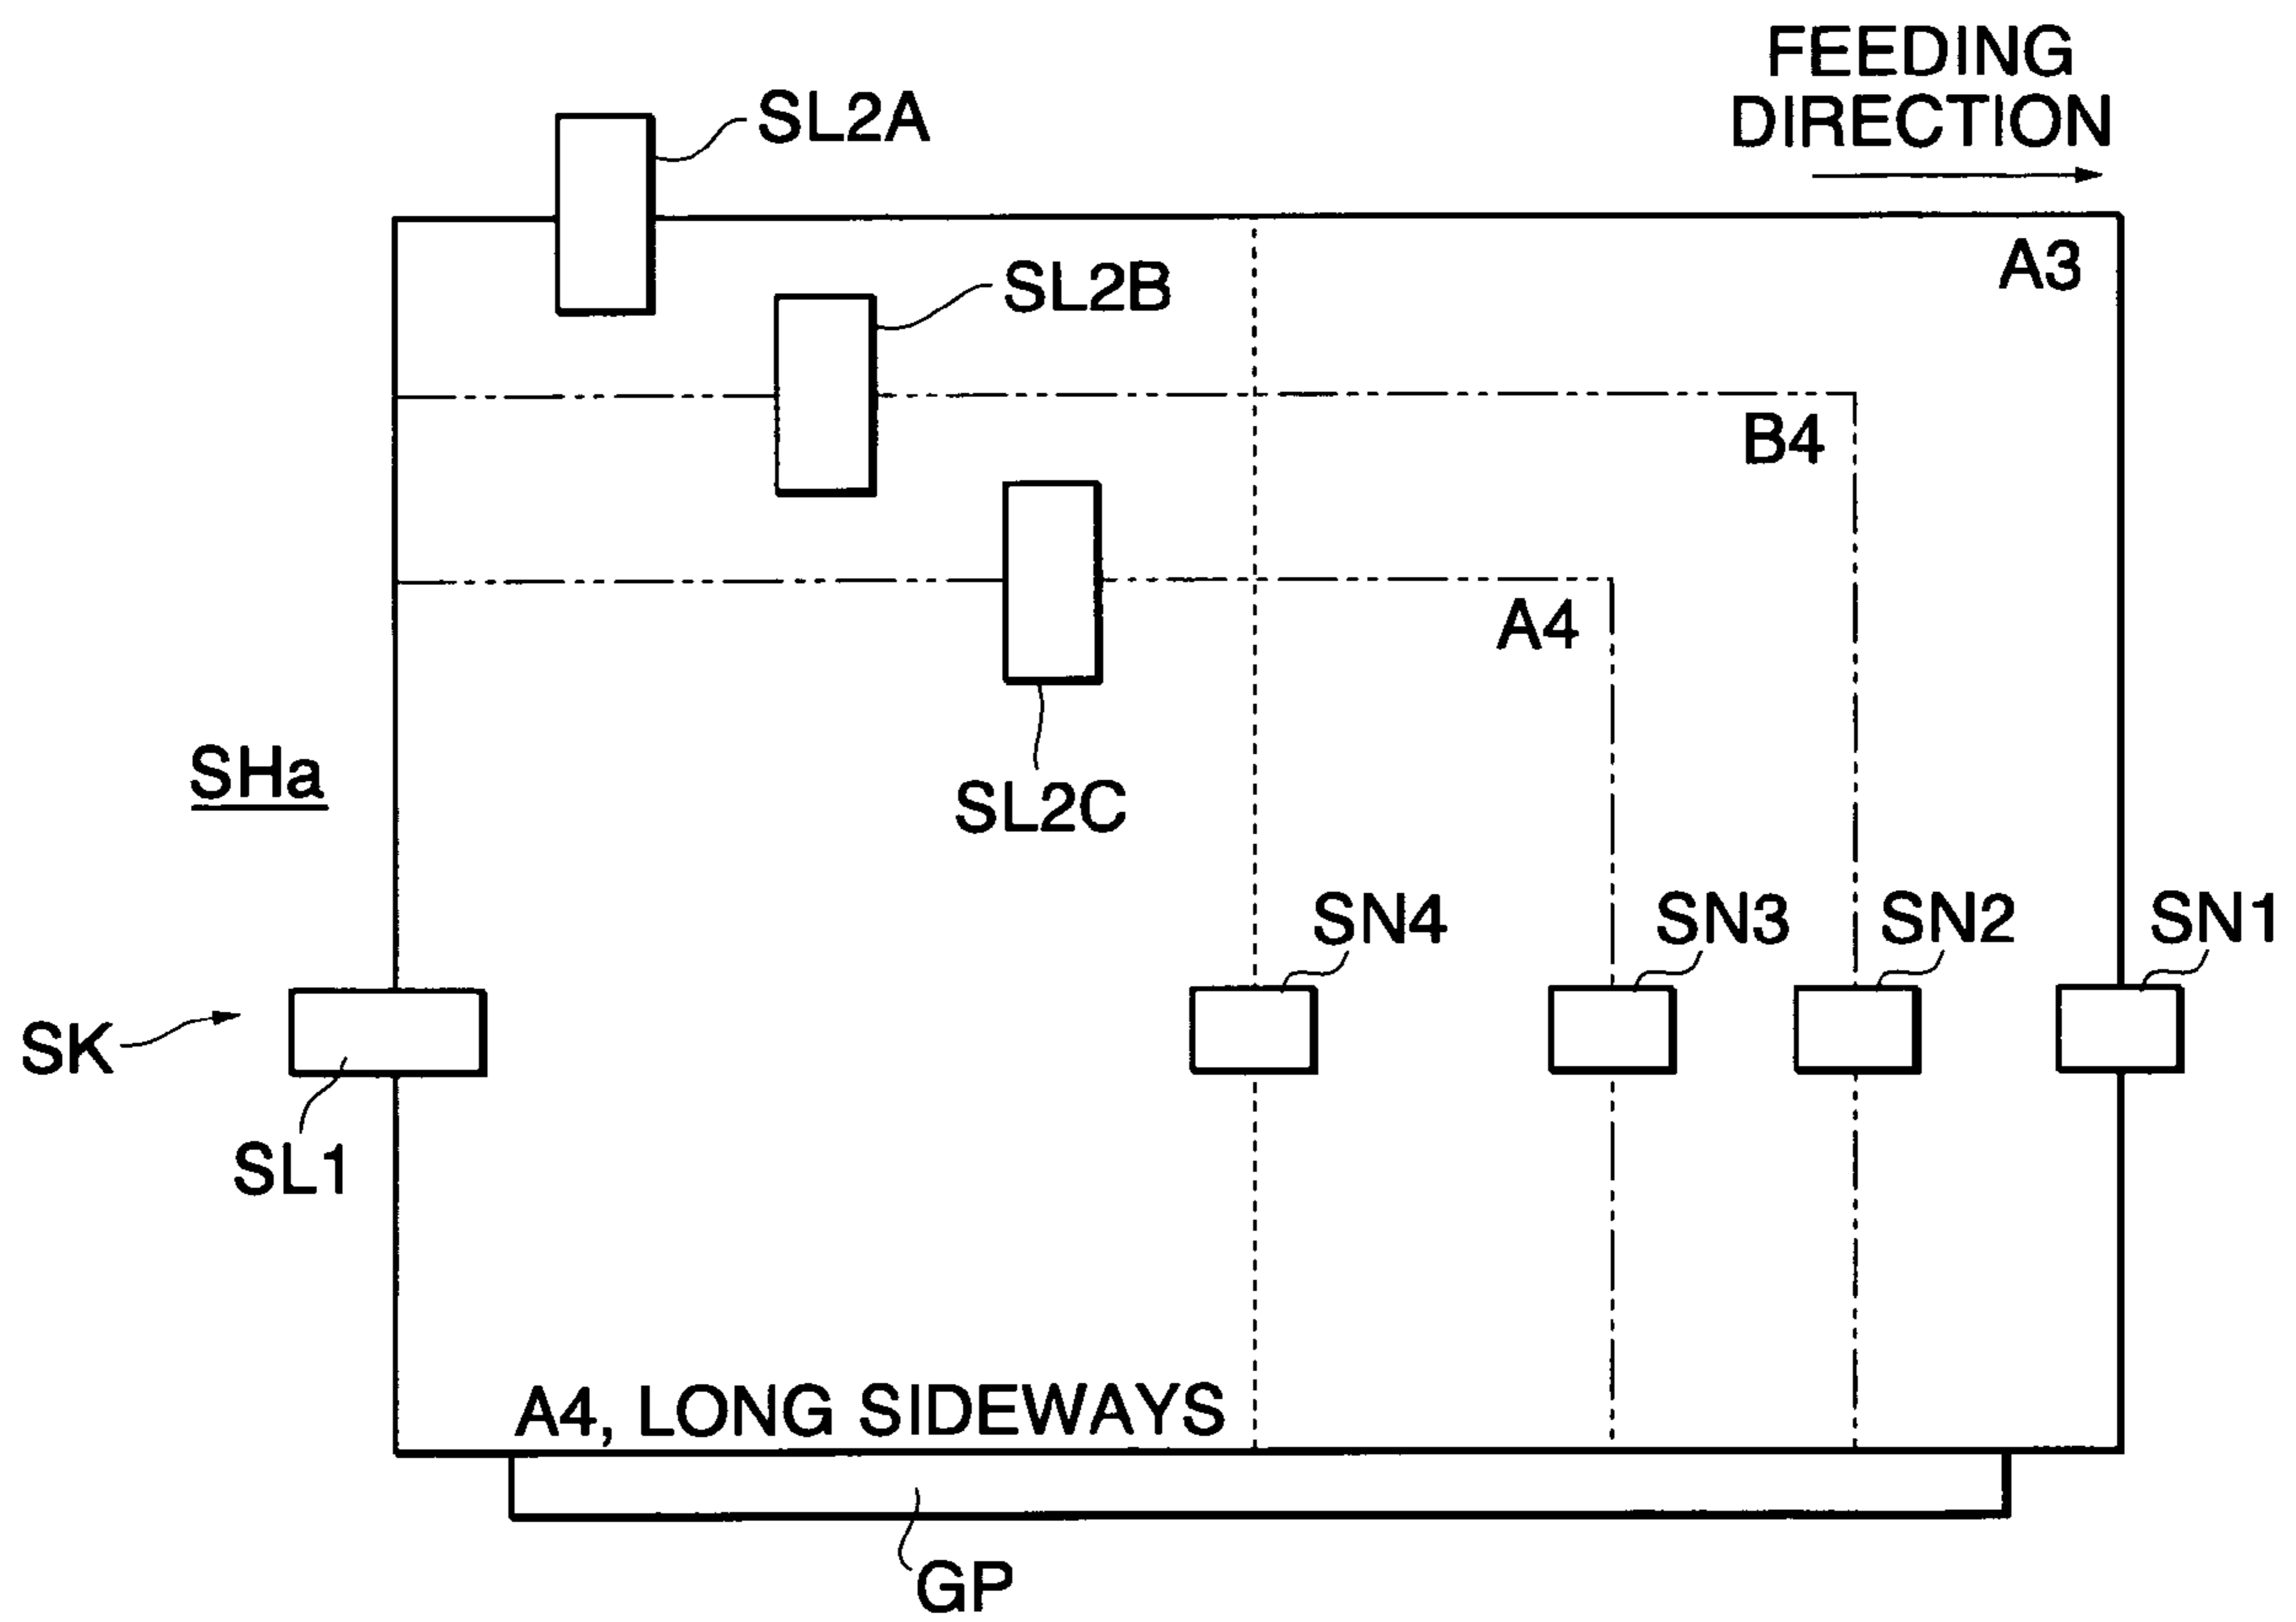 FEEDING
DIRECTION
SL2A
A3
SL2B
B4
A4
SL2C
SHa
SN4
SN3
SN2
SN1
SK
SL1
A4, LONG SIDEWAYS
GP